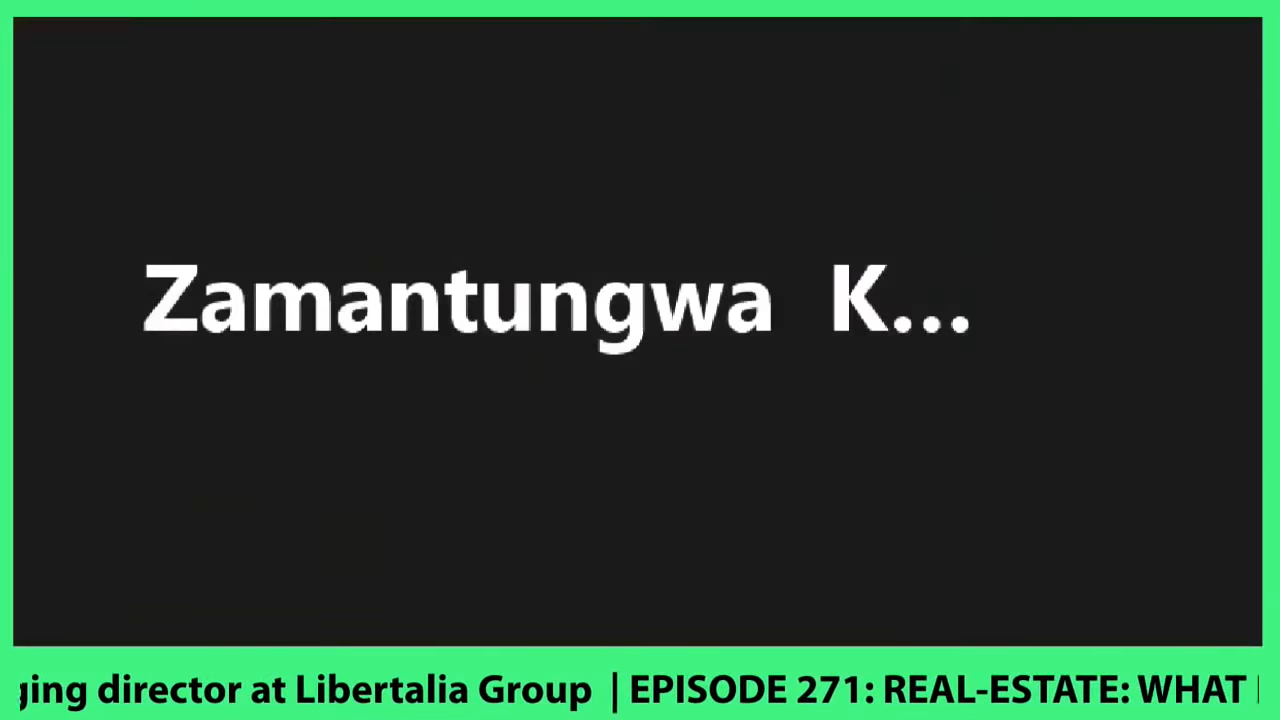 Zamantungwa K...
ging director at Libertalia Group | EPISODE 271: REAL-ESTATE: WHAT